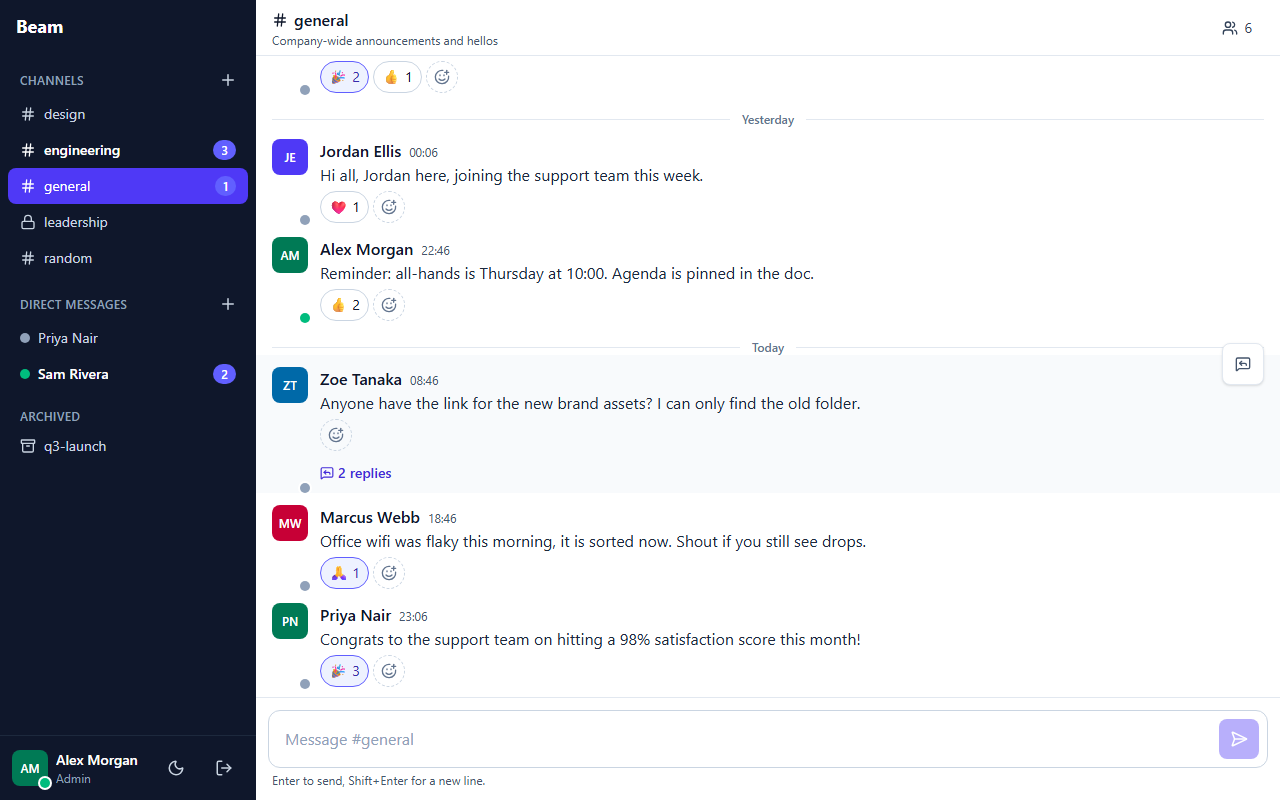 Beam
CHANNELS
design
engineering 3
general 1
leadership
random
DIRECT MESSAGES
Priya Nair
Sam Rivera 2
ARCHIVED
q3-launch
AM
Alex Morgan
Admin
# general
Company-wide announcements and hellos
6
🎉 2 👍 1
Yesterday
JE
Jordan Ellis 00:06
Hi all, Jordan here, joining the support team this week.
❤️ 1
AM
Alex Morgan 22:46
Reminder: all-hands is Thursday at 10:00. Agenda is pinned in the doc.
👍 2
Today
ZT
Zoe Tanaka 08:46
Anyone have the link for the new brand assets? I can only find the old folder.
2 replies
MW
Marcus Webb 18:46
Office wifi was flaky this morning, it is sorted now. Shout if you still see drops.
🙏 1
PN
Priya Nair 23:06
Congrats to the support team on hitting a 98% satisfaction score this month!
🎉 3
Message #general
Enter to send, Shift+Enter for a new line.